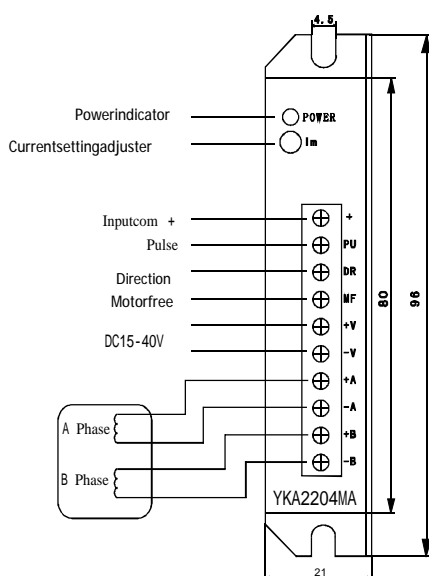 4.5
Powerindicator POWER
Currentsettingadjuster Im
Inputcom + +
Pulse PU
Direction DR
Motorfree MF
DC15-40V +V
-V
+A
A Phase -A
+B
B Phase -B
YKA2204MA
80
96
21